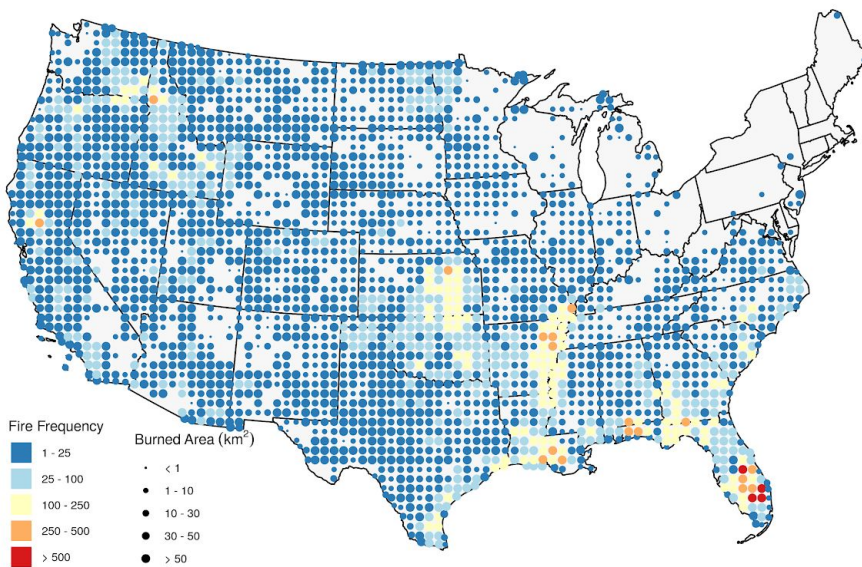 Fire Frequency
1 - 25
25 - 100
100 - 250
250 - 500
> 500
Burned Area (km²)
< 1
1 - 10
10 - 30
30 - 50
> 50